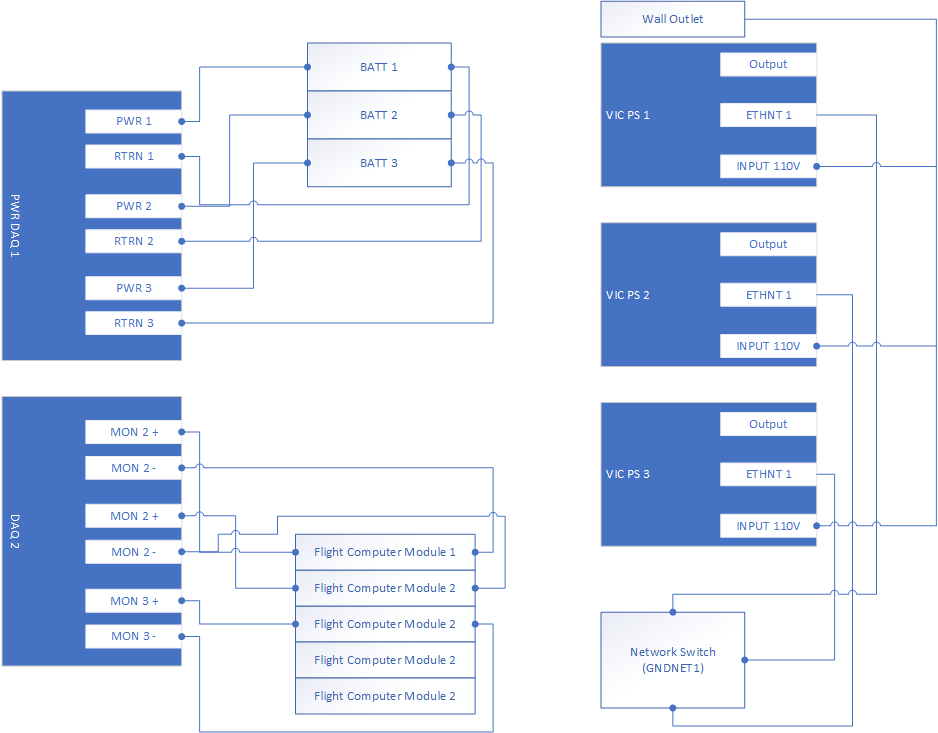 PWR DAQ 1
PWR 1
RTRN 1
PWR 2
RTRN 2
PWR 3
RTRN 3
BATT 1
BATT 2
BATT 3
DAQ 2
MON 2 +
MON 2 -
MON 2 +
MON 2 -
MON 3 +
MON 3 -
Flight Computer Module 1
Flight Computer Module 2
Flight Computer Module 2
Flight Computer Module 2
Flight Computer Module 2
Wall Outlet
VIC PS 1
Output
ETHNT 1
INPUT 110V
VIC PS 2
Output
ETHNT 1
INPUT 110V
VIC PS 3
Output
ETHNT 1
INPUT 110V
Network Switch
(GNDNET1)